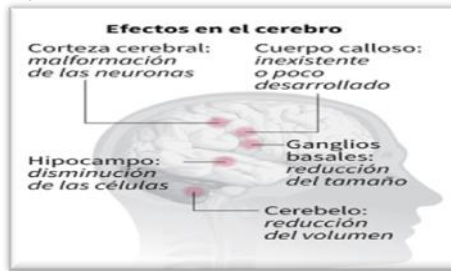 Efectos en el cerebro
Corteza cerebral:
malformación
de las neuronas
Cuerpo calloso:
inexistente
o poco
desarrollado
Hipocampo:
disminución
de las células
Ganglios
basales:
reducción
del tamaño
Cerebelo:
reducción
del volumen